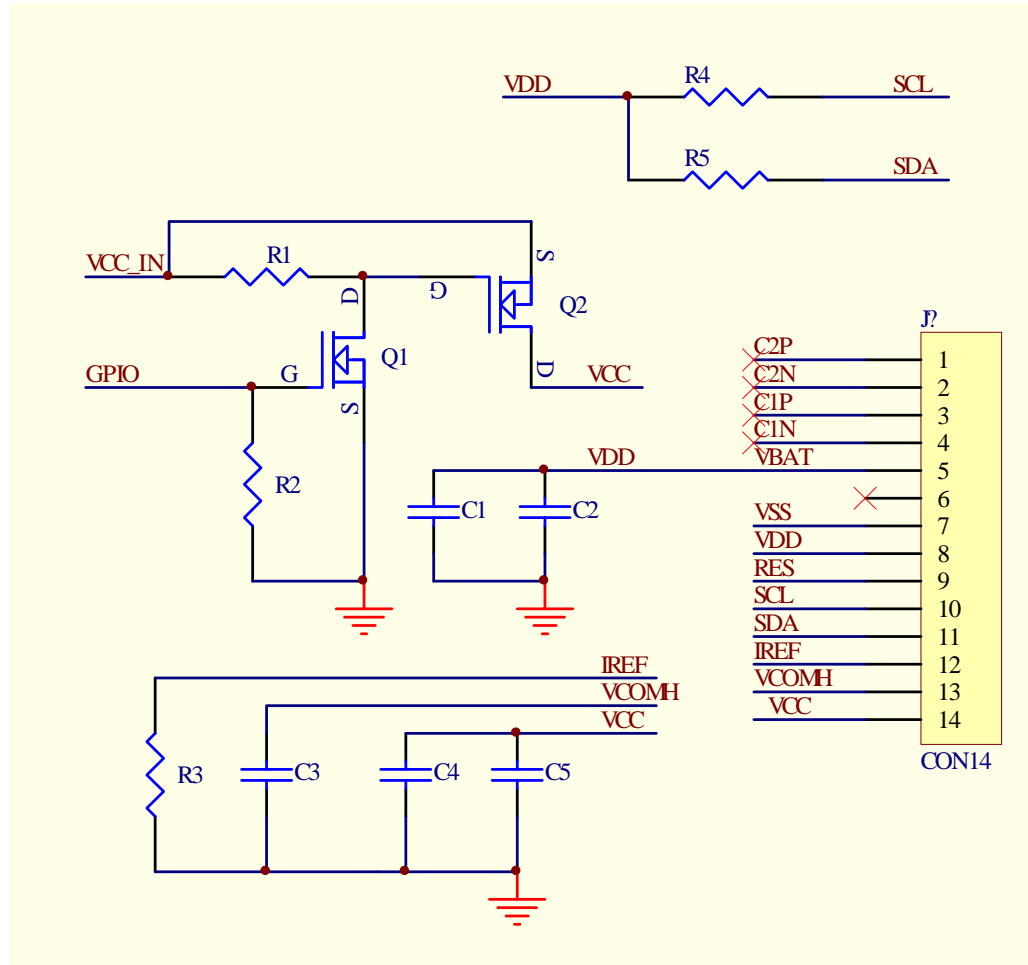 VDD R4 SCL
R5 SDA
VCC_IN R1 D G S Q2
GPIO G Q1 S D VCC
R2
J?
C2P 1
C2N 2
C1P 3
C1N 4
VDD VBAT 5
C1 C2
6
VSS 7
VDD 8
RES 9
SCL 10
SDA 11
IREF 12
VCOMH 13
VCC 14
CON14
IREF
VCOMH
VCC
R3 C3 C4 C5